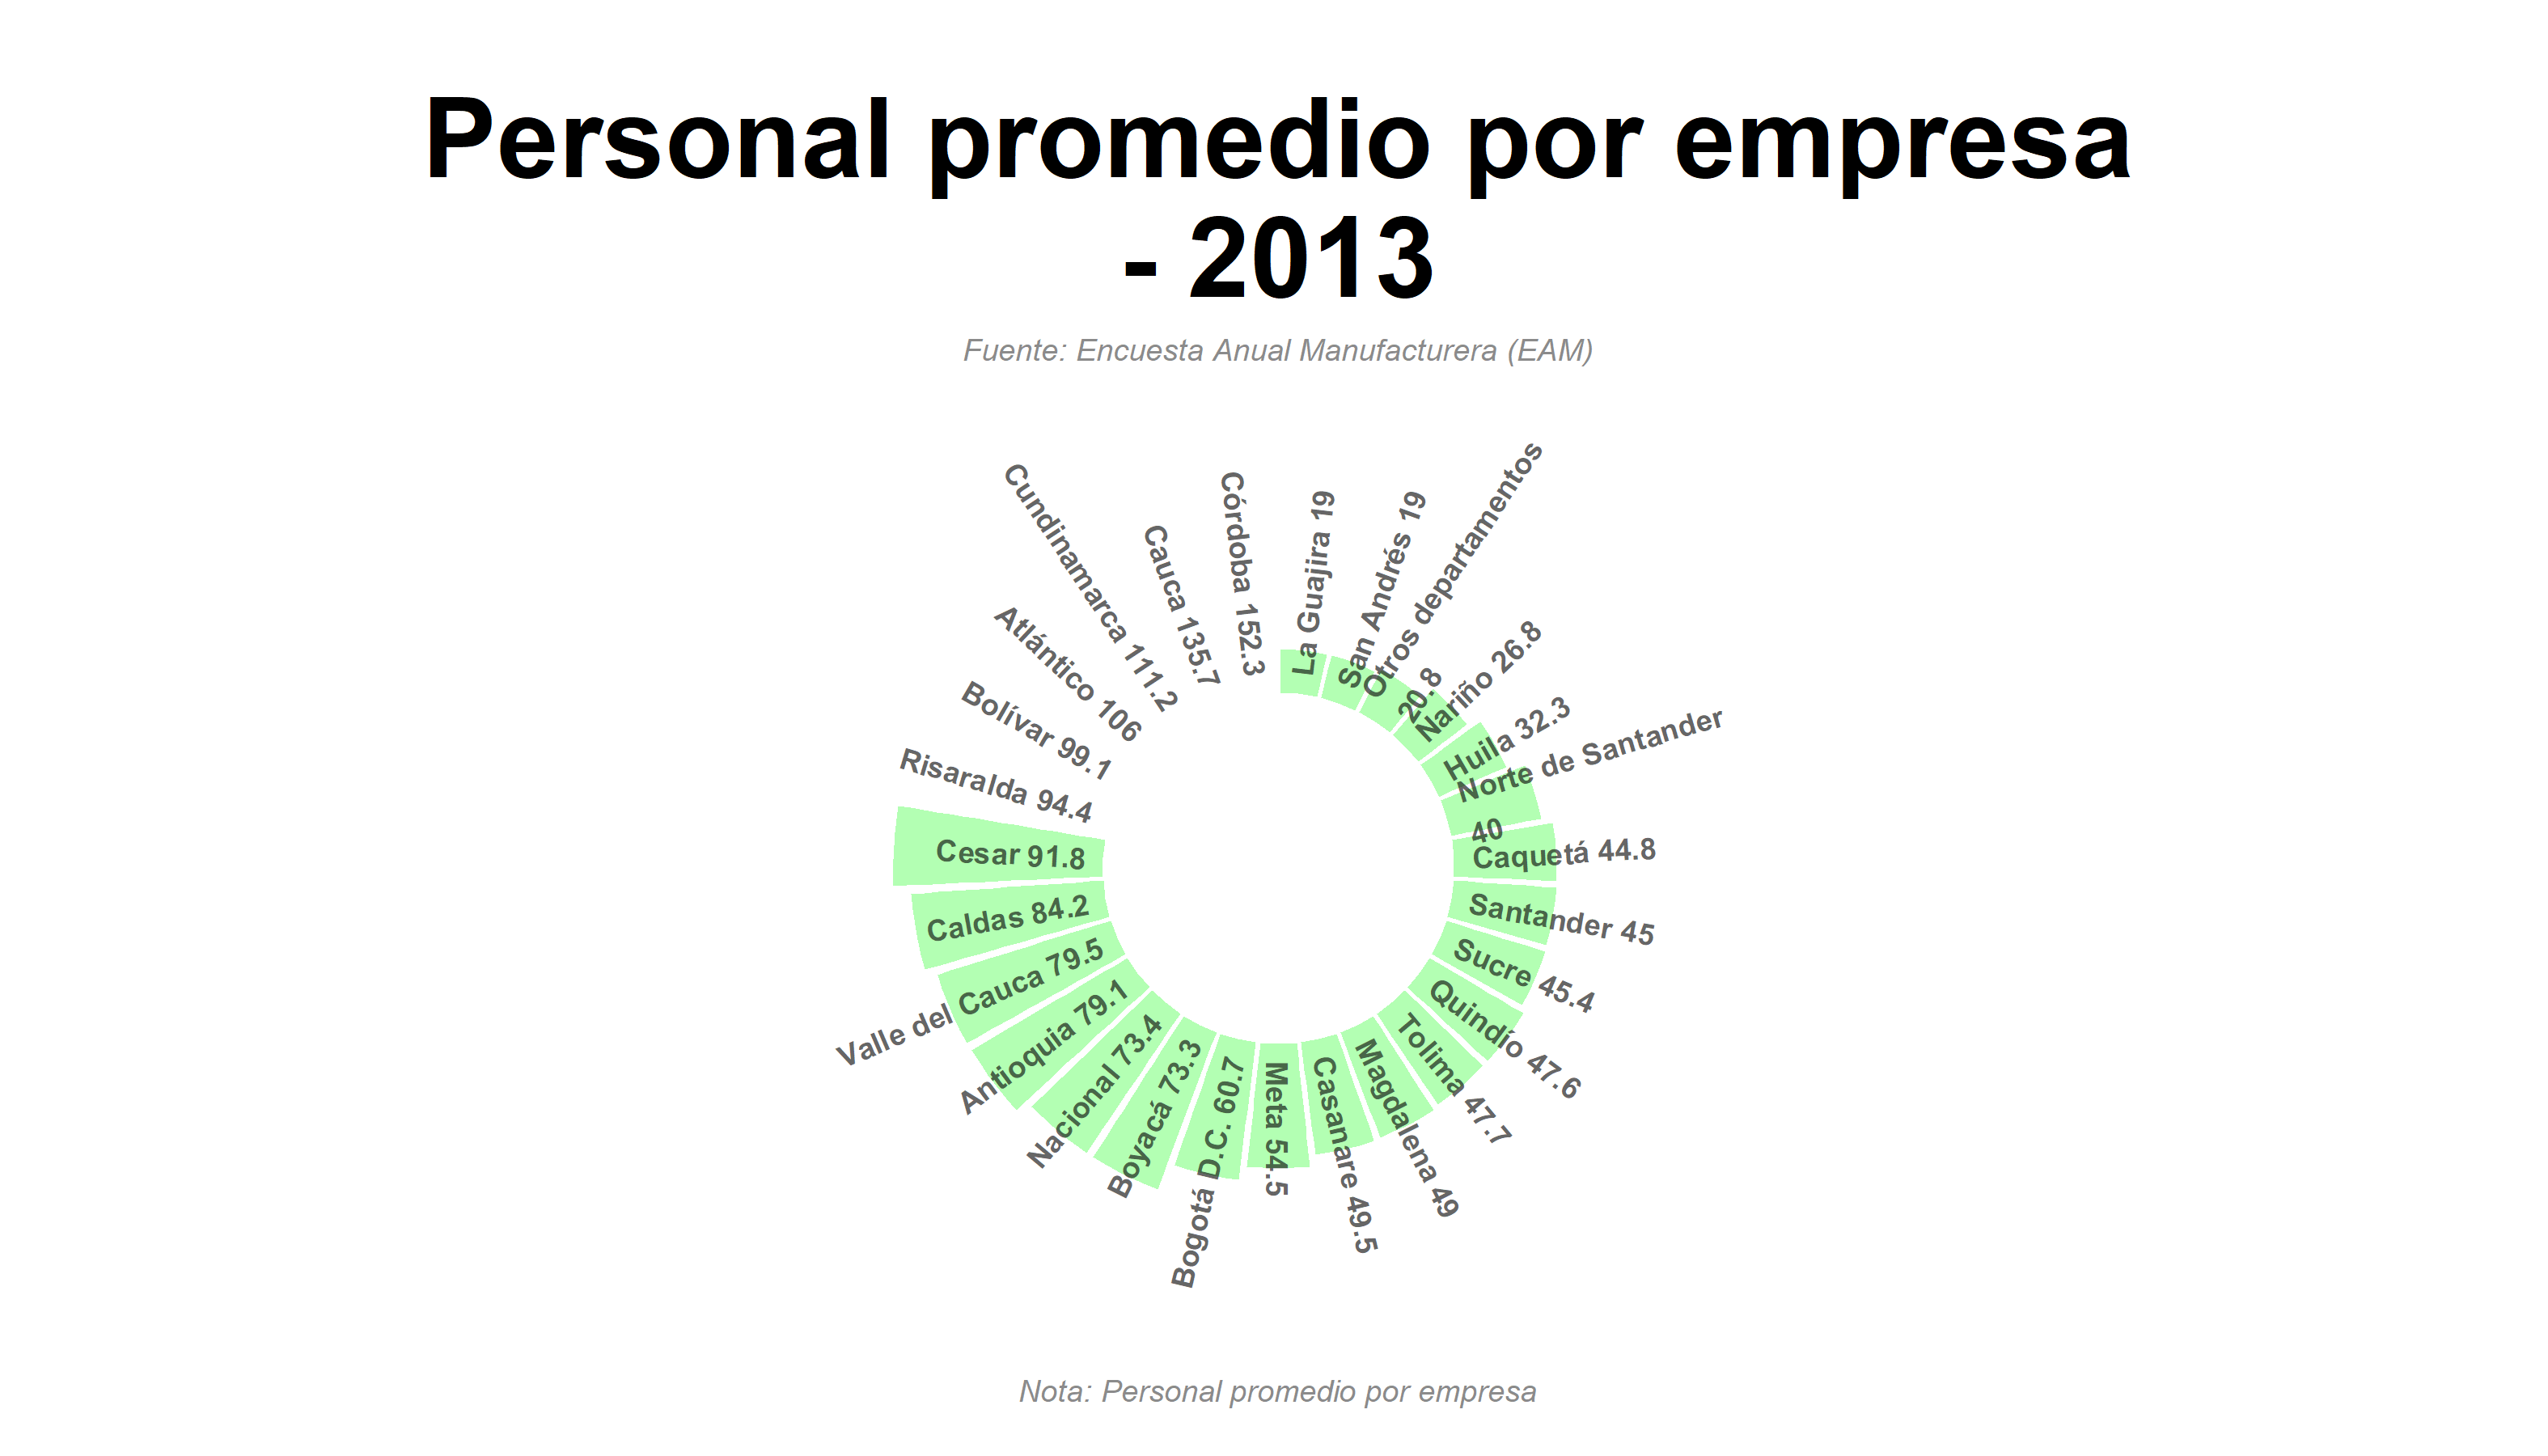 Personal promedio por empresa
- 2013
Fuente: Encuesta Anual Manufacturera (EAM)
La Guajira 19
San Andrés 19
Otros departamentos
20.8
Nariño 26.8
Huila 32.3
Norte de Santander
40
Caquetá 44.8
Santander 45
Sucre 45.4
Quindío 47.6
Tolima 47.7
Magdalena 49
Casanare 49.5
Meta 54.5
Bogotá D.C. 60.7
Boyacá 73.3
Nacional 73.4
Antioquia 79.1
Valle del Cauca 79.5
Caldas 84.2
Cesar 91.8
Risaralda 94.4
Bolívar 99.1
Atlántico 106
Cundinamarca 111.2
Cauca 135.7
Córdoba 152.3
Nota: Personal promedio por empresa